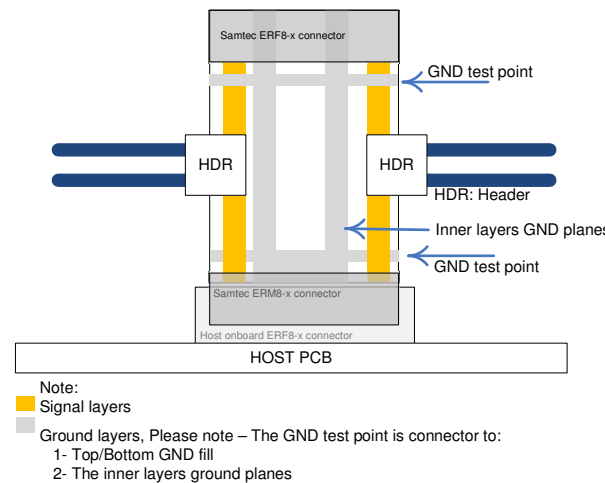 Samtec ERF8-x connector
GND test point
HDR
HDR
HDR: Header
Inner layers GND planes
GND test point
Samtec ERM8-x connector
Host onboard ERF8-x connector
HOST PCB
Note:
Signal layers
Ground layers, Please note – The GND test point is connector to:
1- Top/Bottom GND fill
2- The inner layers ground planes